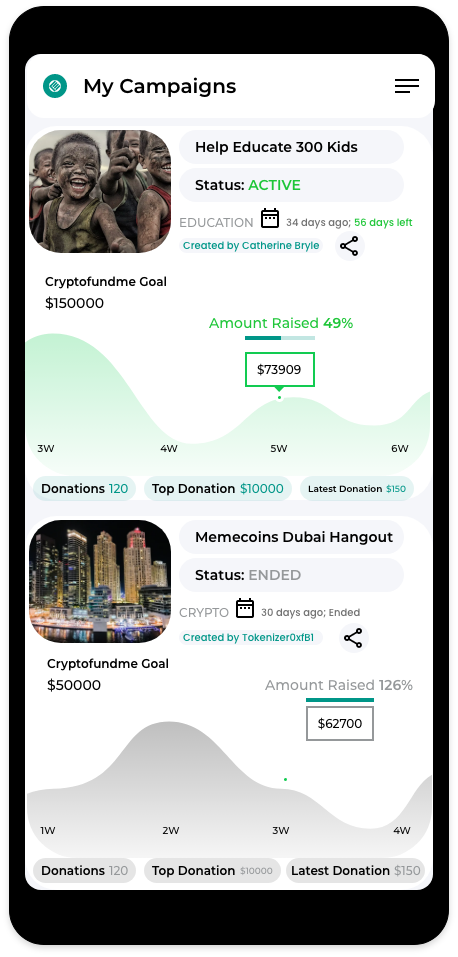 My Campaigns
Help Educate 300 Kids
Status: ACTIVE
EDUCATION 34 days ago; 56 days left
Created by Catherine Bryle
Cryptofundme Goal
$150000
Amount Raised 49%
$73909
3W 4W 5W 6W
Donations 120 Top Donation $10000 Latest Donation $150
Memecoins Dubai Hangout
Status: ENDED
CRYPTO 30 days ago; Ended
Created by Tokenizer0xfB1
Cryptofundme Goal
$50000
Amount Raised 126%
$62700
1W 2W 3W 4W
Donations 120 Top Donation $10000 Latest Donation $150